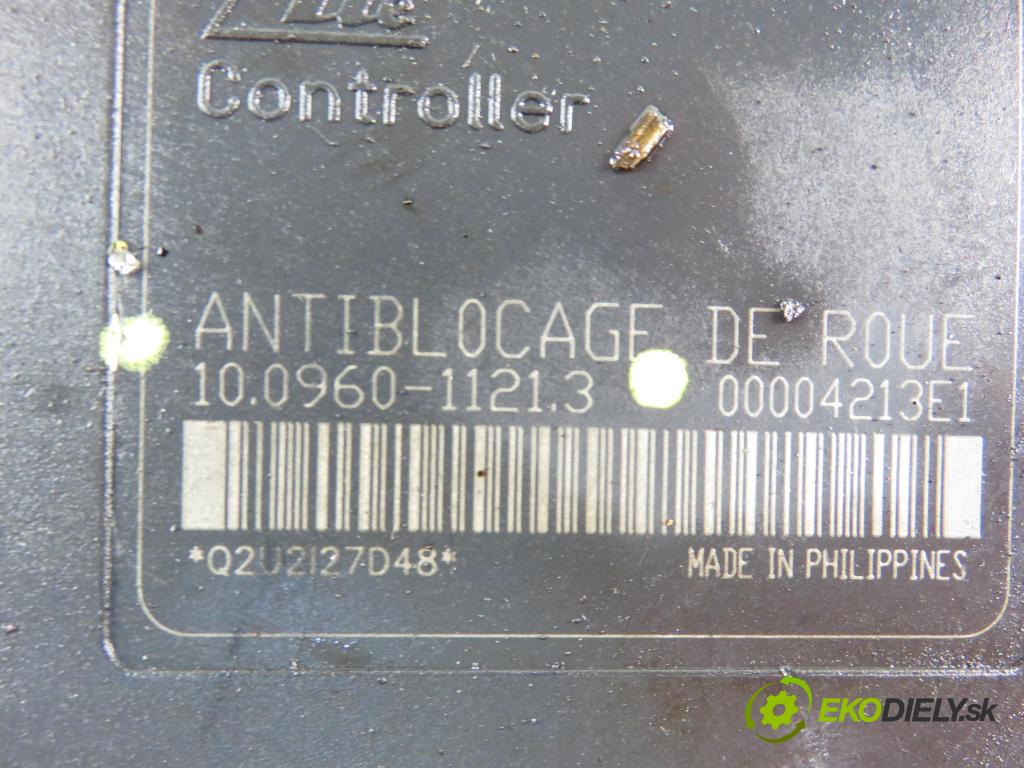 Controller
ANTIBLOCAGE DE ROUE
10.0960-1121.3 00004213E1
*Q2U2I27D48* MADE IN PHILIPPINES
EKODIELY.sk